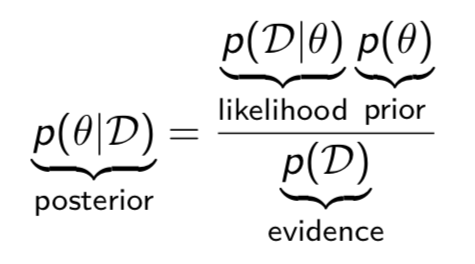 p(𝒟|θ) p(θ)
likelihood prior
p(θ|𝒟) =
posterior
p(𝒟)
evidence